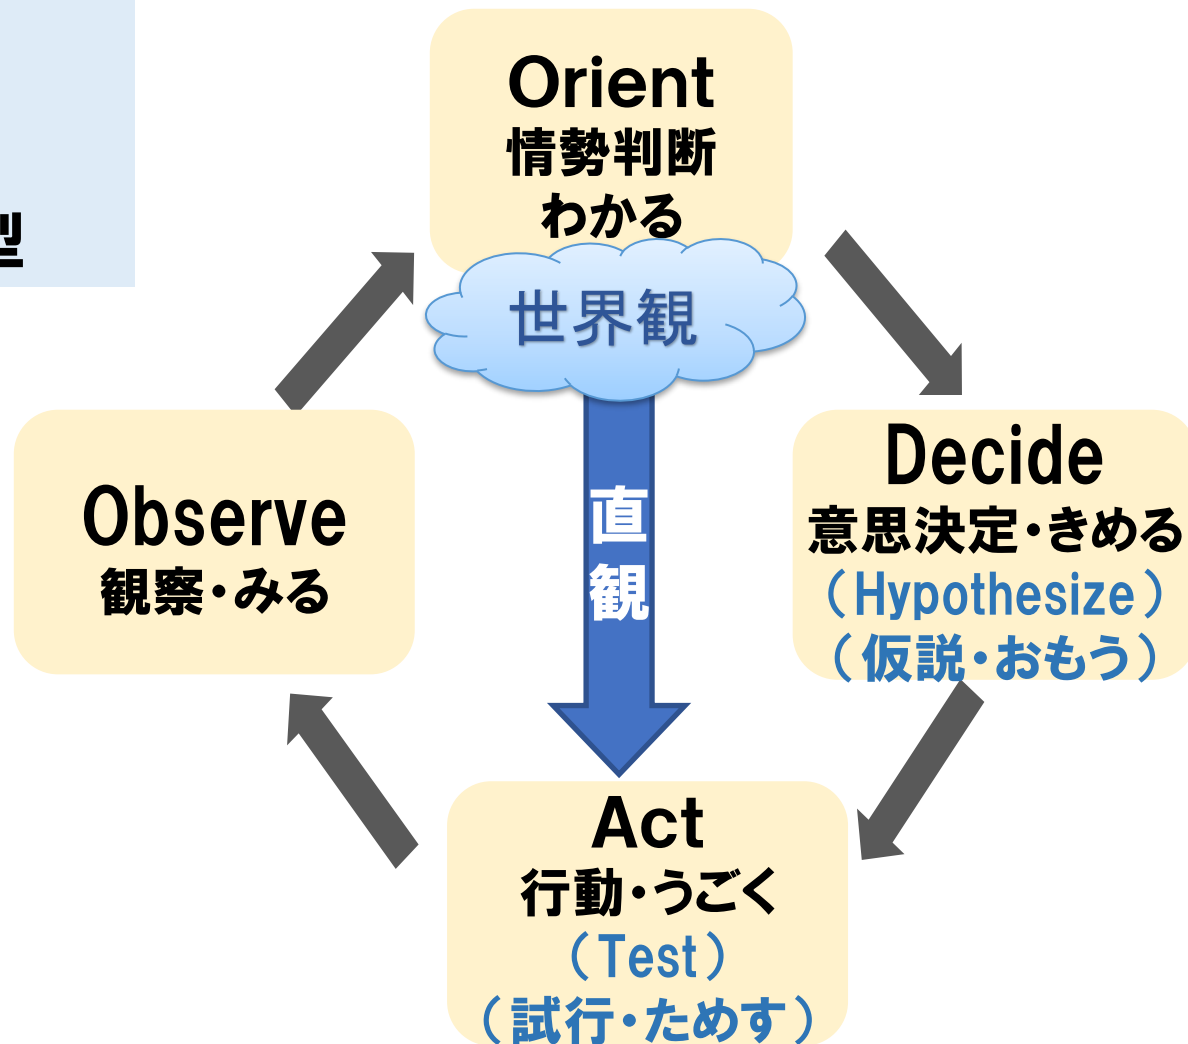 型
Orient
情勢判断
わかる
世界観
Observe
観察・みる
直
観
Decide
意思決定・きめる
（Hypothesize）
（仮説・おもう）
Act
行動・うごく
（Test）
（試行・ためす）